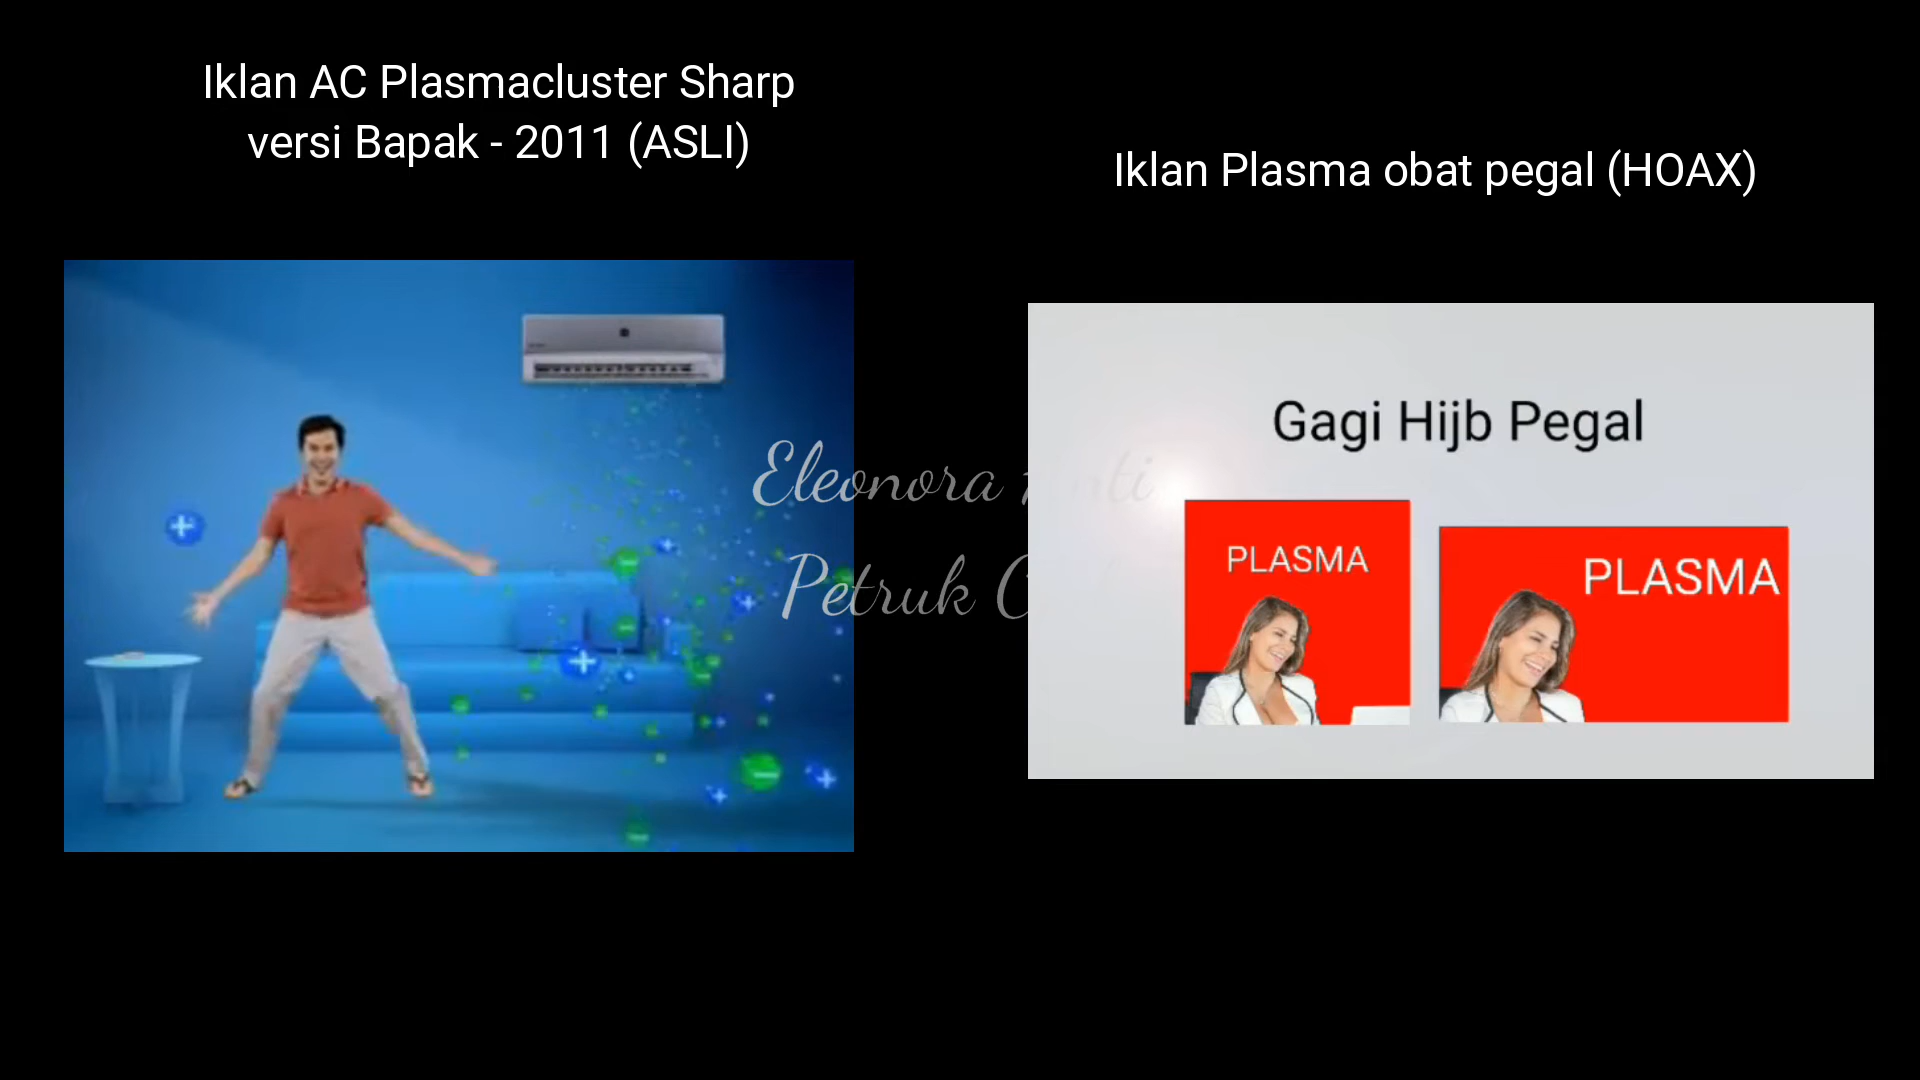 Iklan AC Plasmacluster Sharp
versi Bapak - 2011 (ASLI)
Iklan Plasma obat pegal (HOAX)
Eleonora
Petruk
Gagi Hijb Pegal
PLASMA
PLASMA